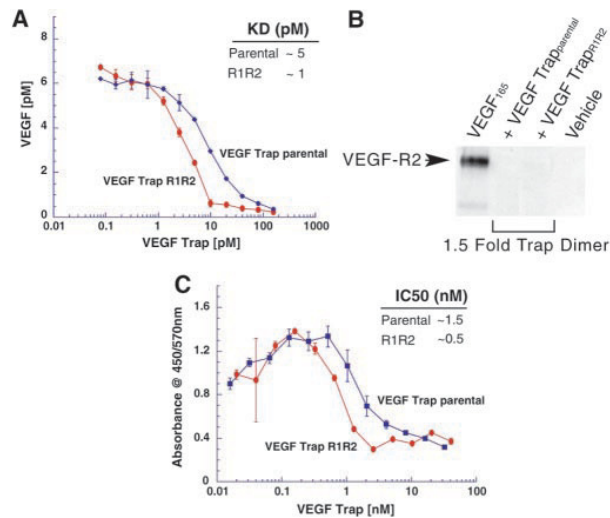 A
KD (pM)
Parental ~ 5
R1R2 ~ 1
8
6
4
2
0
VEGF [pM]
VEGF Trap parental
VEGF Trap R1R2
0.01 0.1 1 10 100 1000
VEGF Trap [pM]
B
VEGF165
+ VEGF Trapparental
+ VEGF TrapR1R2
Vehicle
VEGF-R2
1.5 Fold Trap Dimer
C
IC50 (nM)
Parental ~1.5
R1R2 ~0.5
1.6
1.2
0.8
0.4
0
Absorbance @ 450/570nm
VEGF Trap parental
VEGF Trap R1R2
0.01 0.1 1 10 100
VEGF Trap [nM]